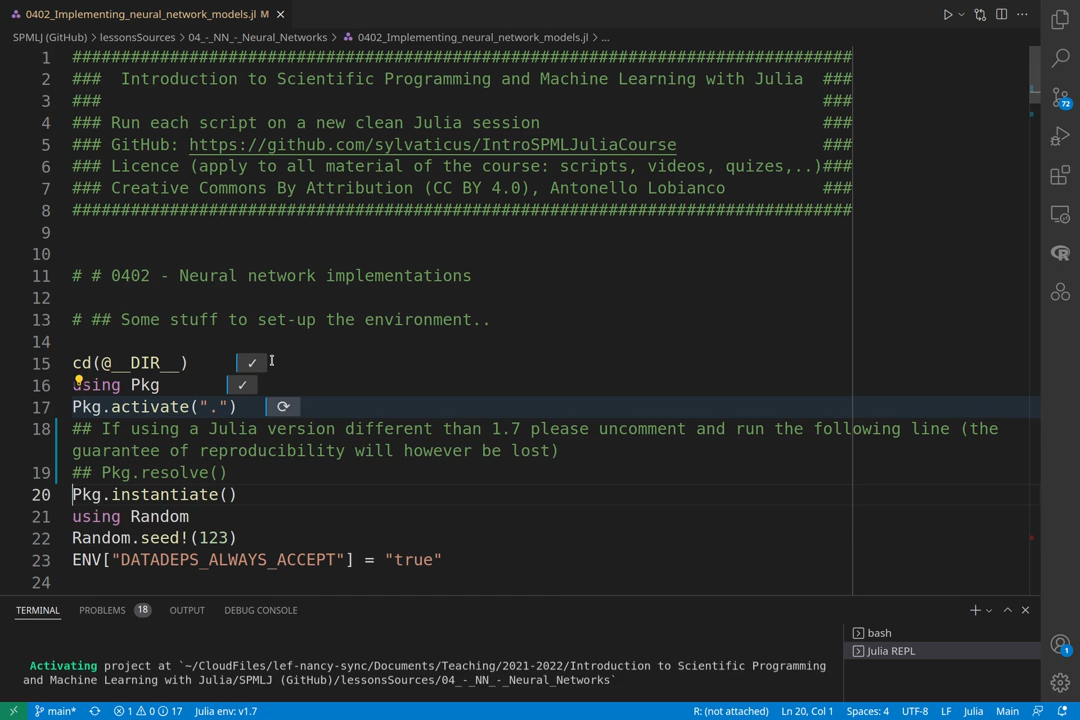 0402_Implementing_neural_network_models.jl M
SPMLJ (GitHub) > lessonsSources > 04_-_NN_-_Neural_Networks > 0402_Implementing_neural_network_models.jl > ...
1 ################################################################################
2 ###  Introduction to Scientific Programming and Machine Learning with Julia  ###
3 ###                                                                          ###
4 ### Run each script on a new clean Julia session                             ###
5 ### GitHub: https://github.com/sylvaticus/IntroSPMLJuliaCourse               ###
6 ### Licence (apply to all material of the course: scripts, videos, quizes,..)###
7 ### Creative Commons By Attribution (CC BY 4.0), Antonello Lobianco          ###
8 ################################################################################
9
10
11 # # 0402 - Neural network implementations
12
13 # ## Some stuff to set-up the environment..
14
15 cd(@__DIR__) ✓
16 using Pkg ✓
17 Pkg.activate(".") ⟳
18 ## If using a Julia version different than 1.7 please uncomment and run the following line (the
guarantee of reproducibility will however be lost)
19 ## Pkg.resolve()
20 Pkg.instantiate()
21 using Random
22 Random.seed!(123)
23 ENV["DATADEPS_ALWAYS_ACCEPT"] = "true"
24
72
TERMINAL PROBLEMS 18 OUTPUT DEBUG CONSOLE
bash
Julia REPL
Activating project at `~/CloudFiles/lef-nancy-sync/Documents/Teaching/2021-2022/Introduction to Scientific Programming
and Machine Learning with Julia/SPMLJ (GitHub)/lessonsSources/04_-_NN_-_Neural_Networks`
1
main* 1 0 17 Julia env: v1.7 R: (not attached) Ln 20, Col 1 Spaces: 4 UTF-8 LF Julia Main